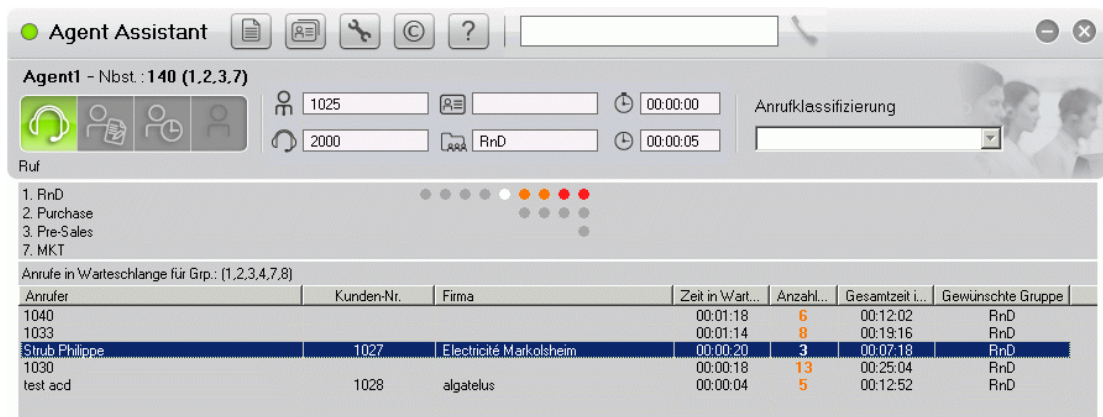 Agent Assistant © ?
Agent1 - Nbst.: 140 (1,2,3,7)
1025 00:00:00 Anrufklassifizierung
2000 RnD 00:00:05
Ruf
1. RnD
2. Purchase
3. Pre-Sales
7. MKT
Anrufe in Warteschlange für Grp.: (1,2,3,4,7,8)
Anrufer Kunden-Nr. Firma Zeit in Wart... Anzahl... Gesamtzeit i... Gewünschte Gruppe
1040 00:01:18 6 00:12:02 RnD
1033 00:01:14 8 00:19:16 RnD
Strub Philippe 1027 Electricité Markolsheim 00:00:20 3 00:07:18 RnD
1030 00:00:18 13 00:25:04 RnD
test acd 1028 algatelus 00:00:04 5 00:12:52 RnD